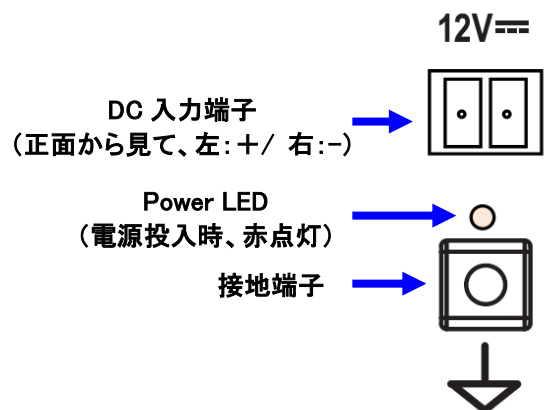 12V
DC 入力端子
（正面から見て、左：＋/ 右：-）
Power LED
（電源投入時、赤点灯）
接地端子